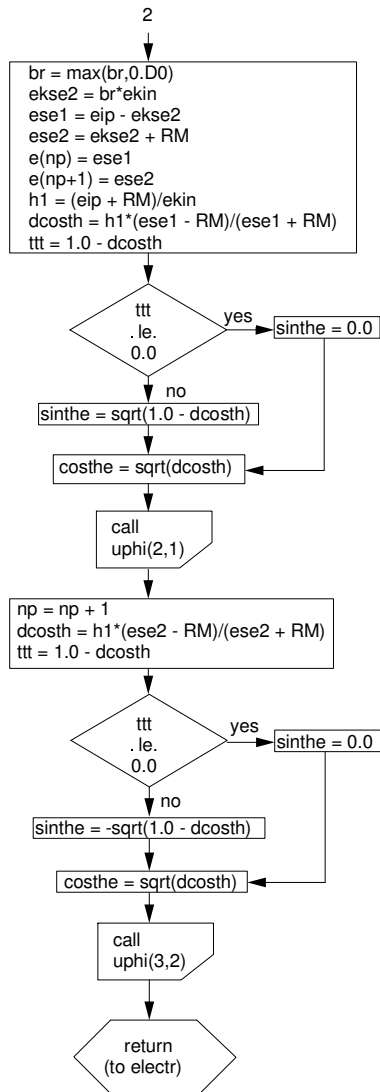 2
br = max(br,0.D0)
ekse2 = br*ekin
ese1 = eip - ekse2
ese2 = ekse2 + RM
e(np) = ese1
e(np+1) = ese2
h1 = (eip + RM)/ekin
dcosth = h1*(ese1 - RM)/(ese1 + RM)
ttt = 1.0 - dcosth
ttt
. le.
0.0
yes
sinthe = 0.0
no
sinthe = sqrt(1.0 - dcosth)
costhe = sqrt(dcosth)
call
uphi(2,1)
np = np + 1
dcosth = h1*(ese2 - RM)/(ese2 + RM)
ttt = 1.0 - dcosth
ttt
. le.
0.0
yes
sinthe = 0.0
no
sinthe = -sqrt(1.0 - dcosth)
costhe = sqrt(dcosth)
call
uphi(3,2)
return
(to electr)